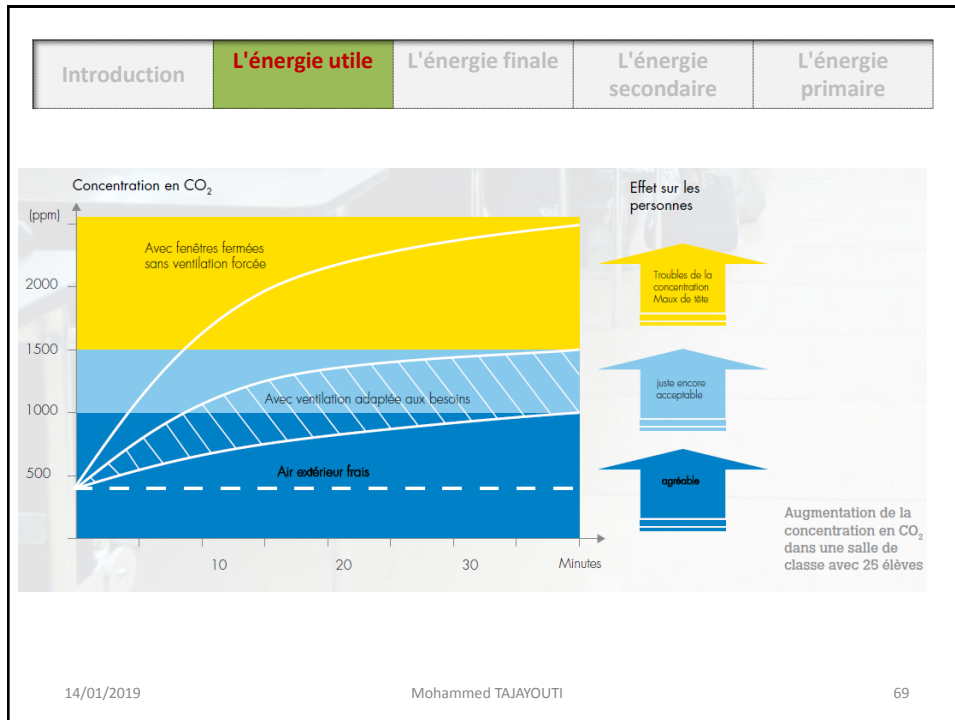 Introduction
L'énergie utile
L'énergie finale
L'énergie
secondaire
L'énergie
primaire
Concentration en CO₂
(ppm)
Effet sur les
personnes
Avec fenêtres fermées
sans ventilation forcée
2000
1500
1000
500
Avec ventilation adaptée aux besoins
Air extérieur frais
10
20
30
Minutes
Troubles de la
concentration
Maux de tête
juste encore
acceptable
agréable
Augmentation de la
concentration en CO₂
dans une salle de
classe avec 25 élèves
14/01/2019
Mohammed TAJAYOUTI
69